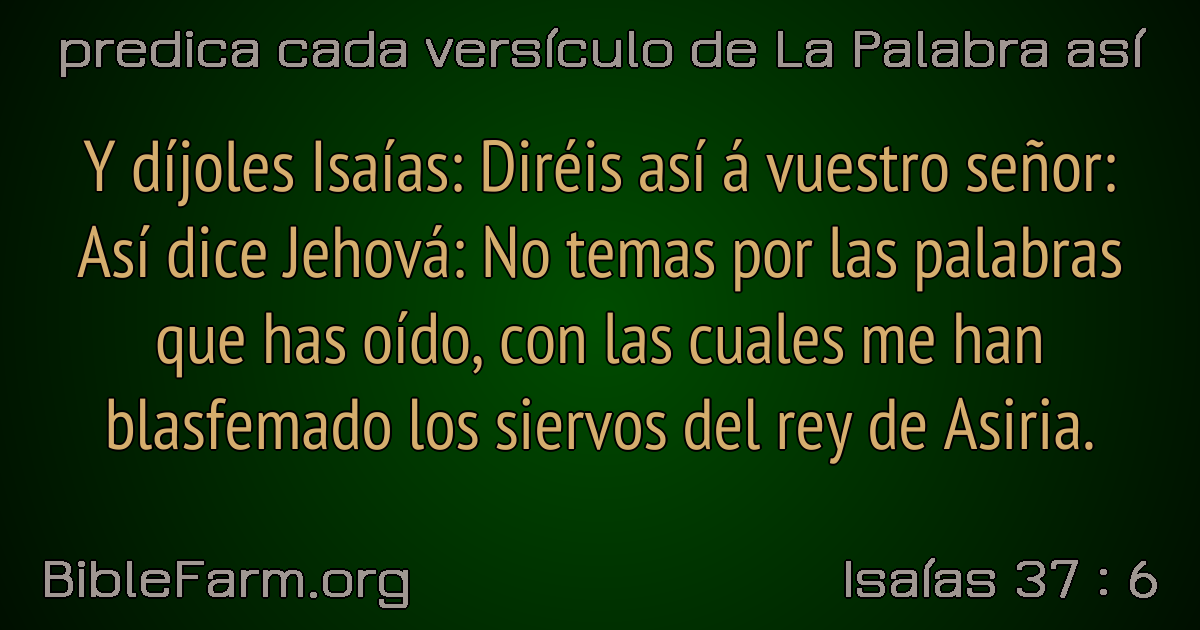 predica cada versículo de La Palabra así
Y díjoles Isaías: Diréis así á vuestro señor:
Así dice Jehová: No temas por las palabras
que has oído, con las cuales me han
blasfemado los siervos del rey de Asiria.
BibleFarm.org
Isaías 37 : 6